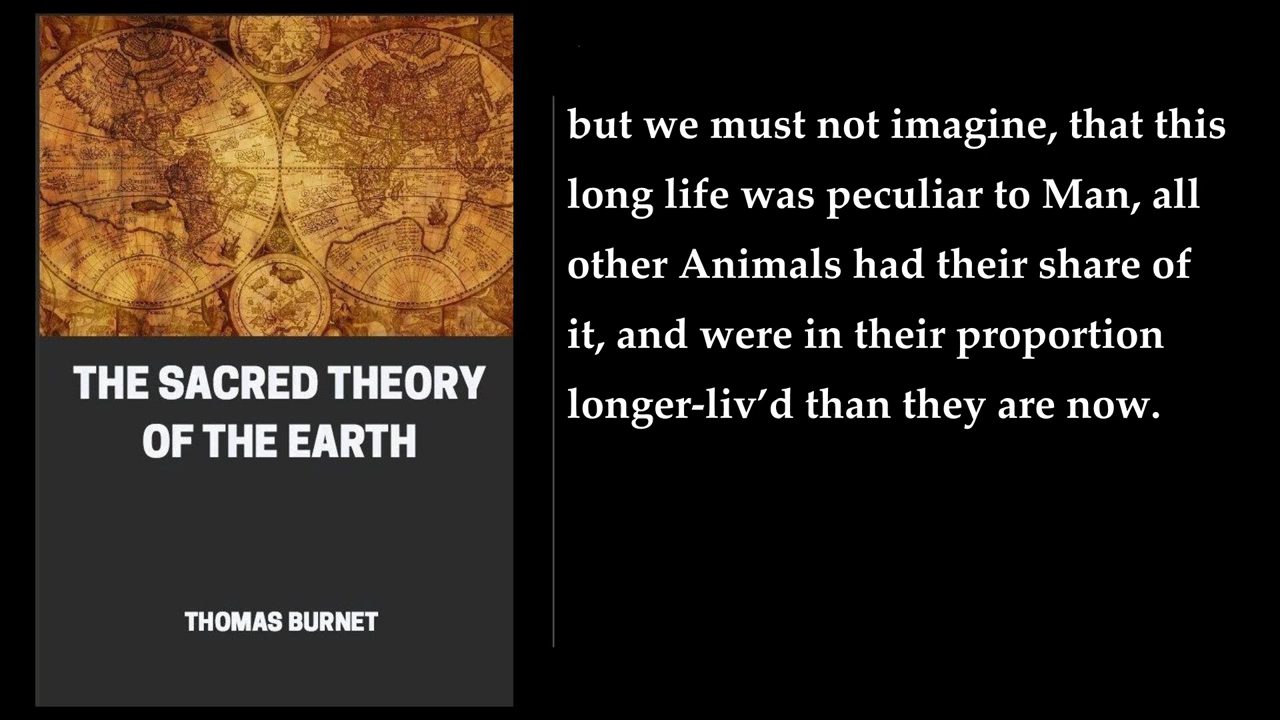 THE SACRED THEORY
OF THE EARTH
THOMAS BURNET
but we must not imagine, that this
long life was peculiar to Man, all
other Animals had their share of
it, and were in their proportion
longer-liv’d than they are now.